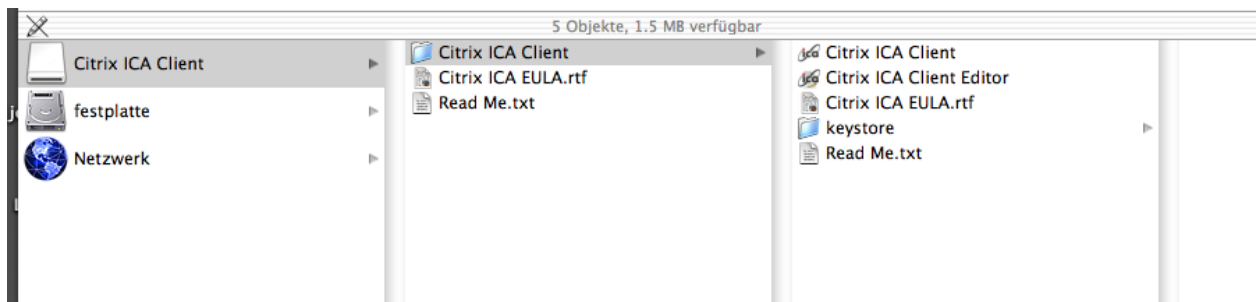 5 Objekte, 1.5 MB verfügbar
Citrix ICA Client
festplatte
Netzwerk
Citrix ICA Client
Citrix ICA EULA.rtf
Read Me.txt
Citrix ICA Client
Citrix ICA Client Editor
Citrix ICA EULA.rtf
keystore
Read Me.txt